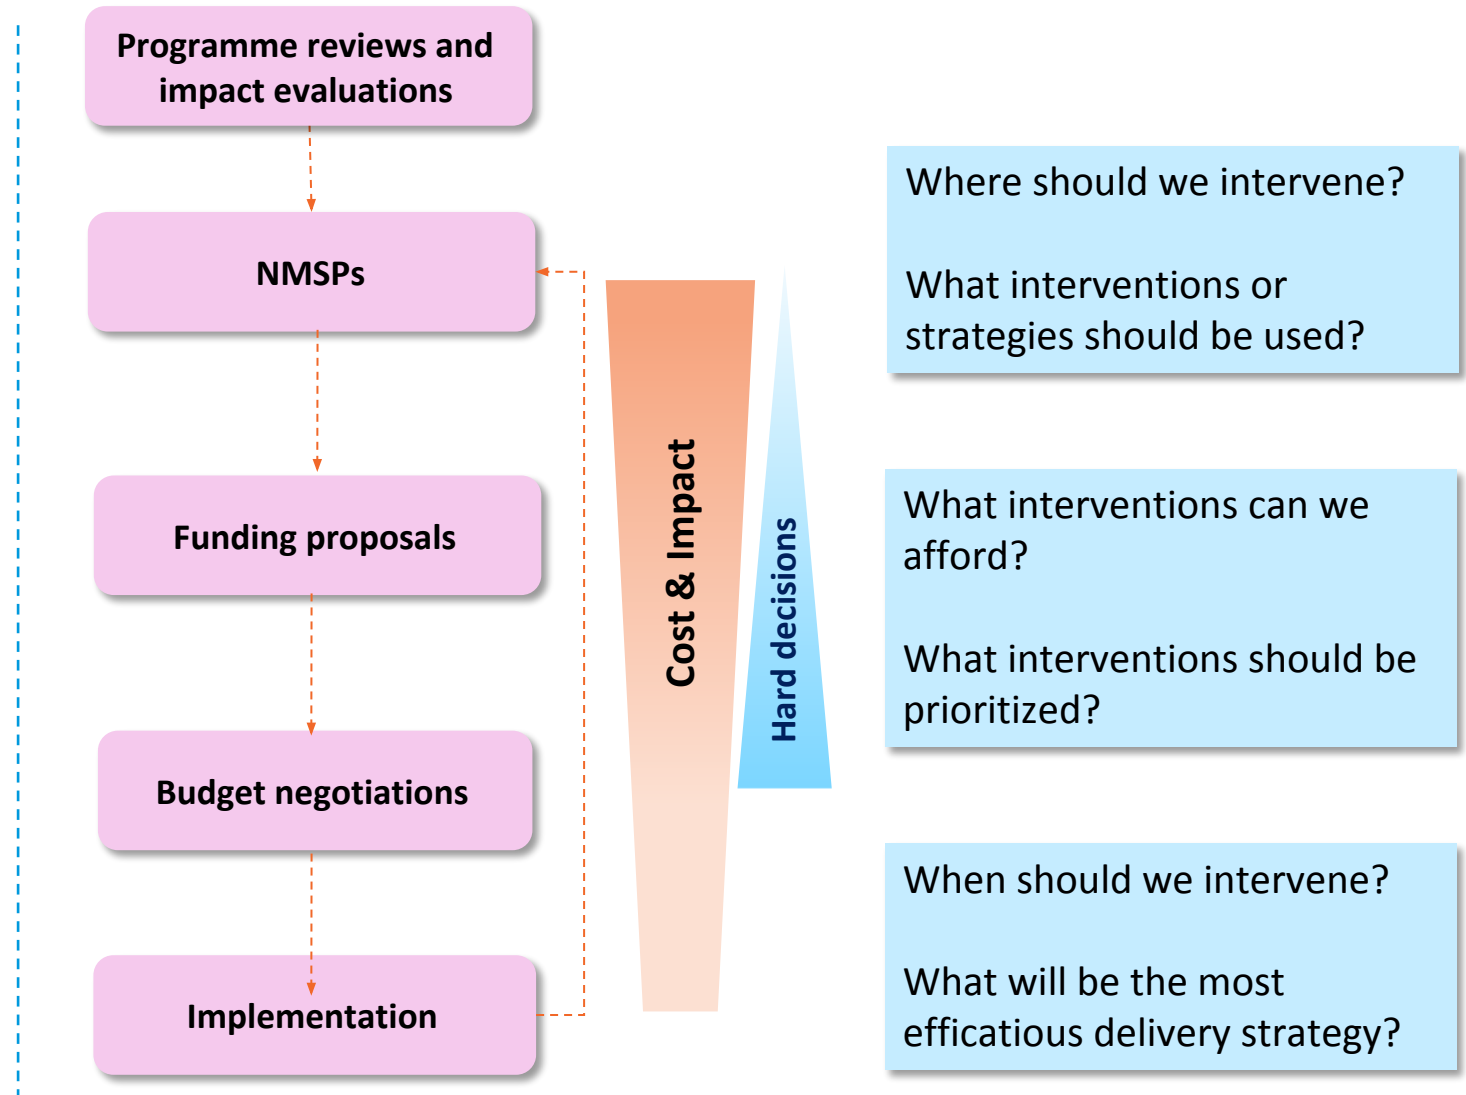 Programme reviews and
impact evaluations
NMSPs
Funding proposals
Budget negotiations
Implementation
Cost & Impact
Hard decisions
Where should we intervene?
What interventions or
strategies should be used?
What interventions can we
afford?
What interventions should be
prioritized?
When should we intervene?
What will be the most
efficatious delivery strategy?